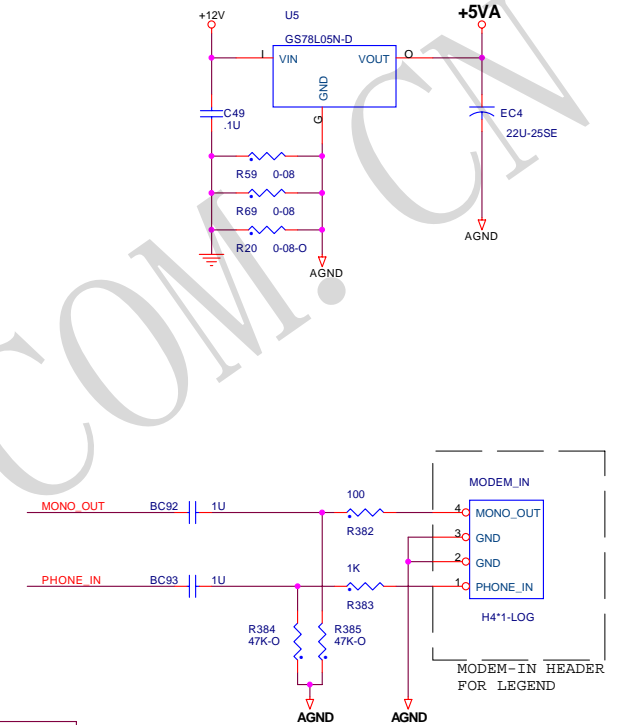 +12V
U5
+5VA
GS78L05N-D
I
VIN
VOUT
O
GND
G
C49
.1U
EC4
22U-25SE
R59 0-08
R69 0-08
R20 0-08-O
AGND
AGND
COM. CN
MODEM_IN
100
MONO_OUT
BC92
1U
4
MONO_OUT
R382
3
GND
1K
2
GND
PHONE_IN
BC93
1U
1
PHONE_IN
R383
H4*1-LOG
R384
47K-O
R385
47K-O
MODEM-IN HEADER
FOR LEGEND
AGND
AGND